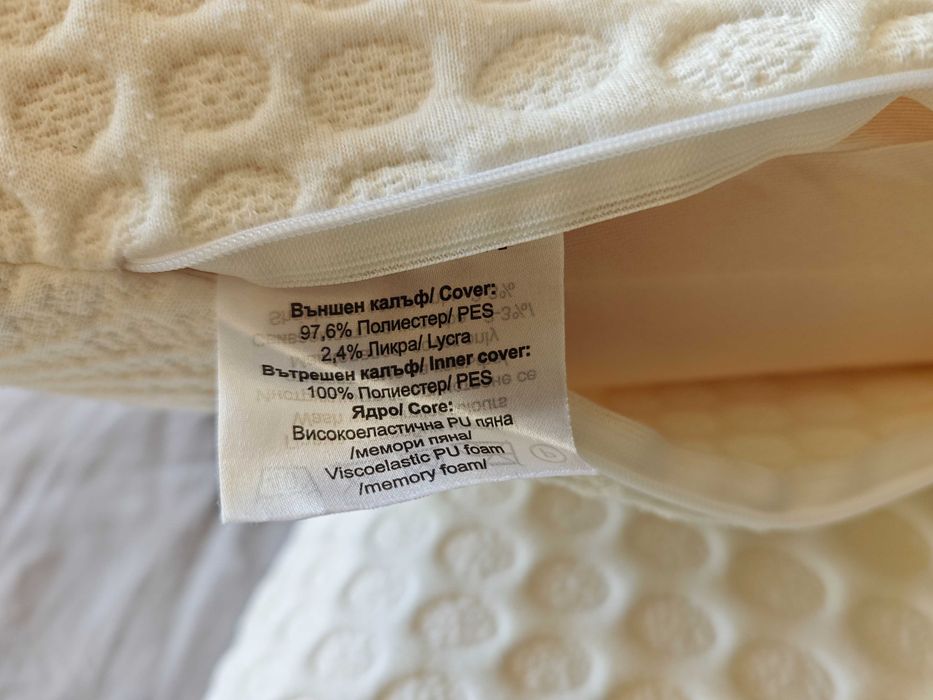 Външен калъф/ Cover:
97,6% Полиестер/ PES
2,4% Ликра/ Lycra
Вътрешен калъф/ Inner cover:
100% Полиестер/ PES
Ядро/ Core:
Високоеластична PU пяна
/мемори пяна/
Viscoelastic PU foam
/memory foam/